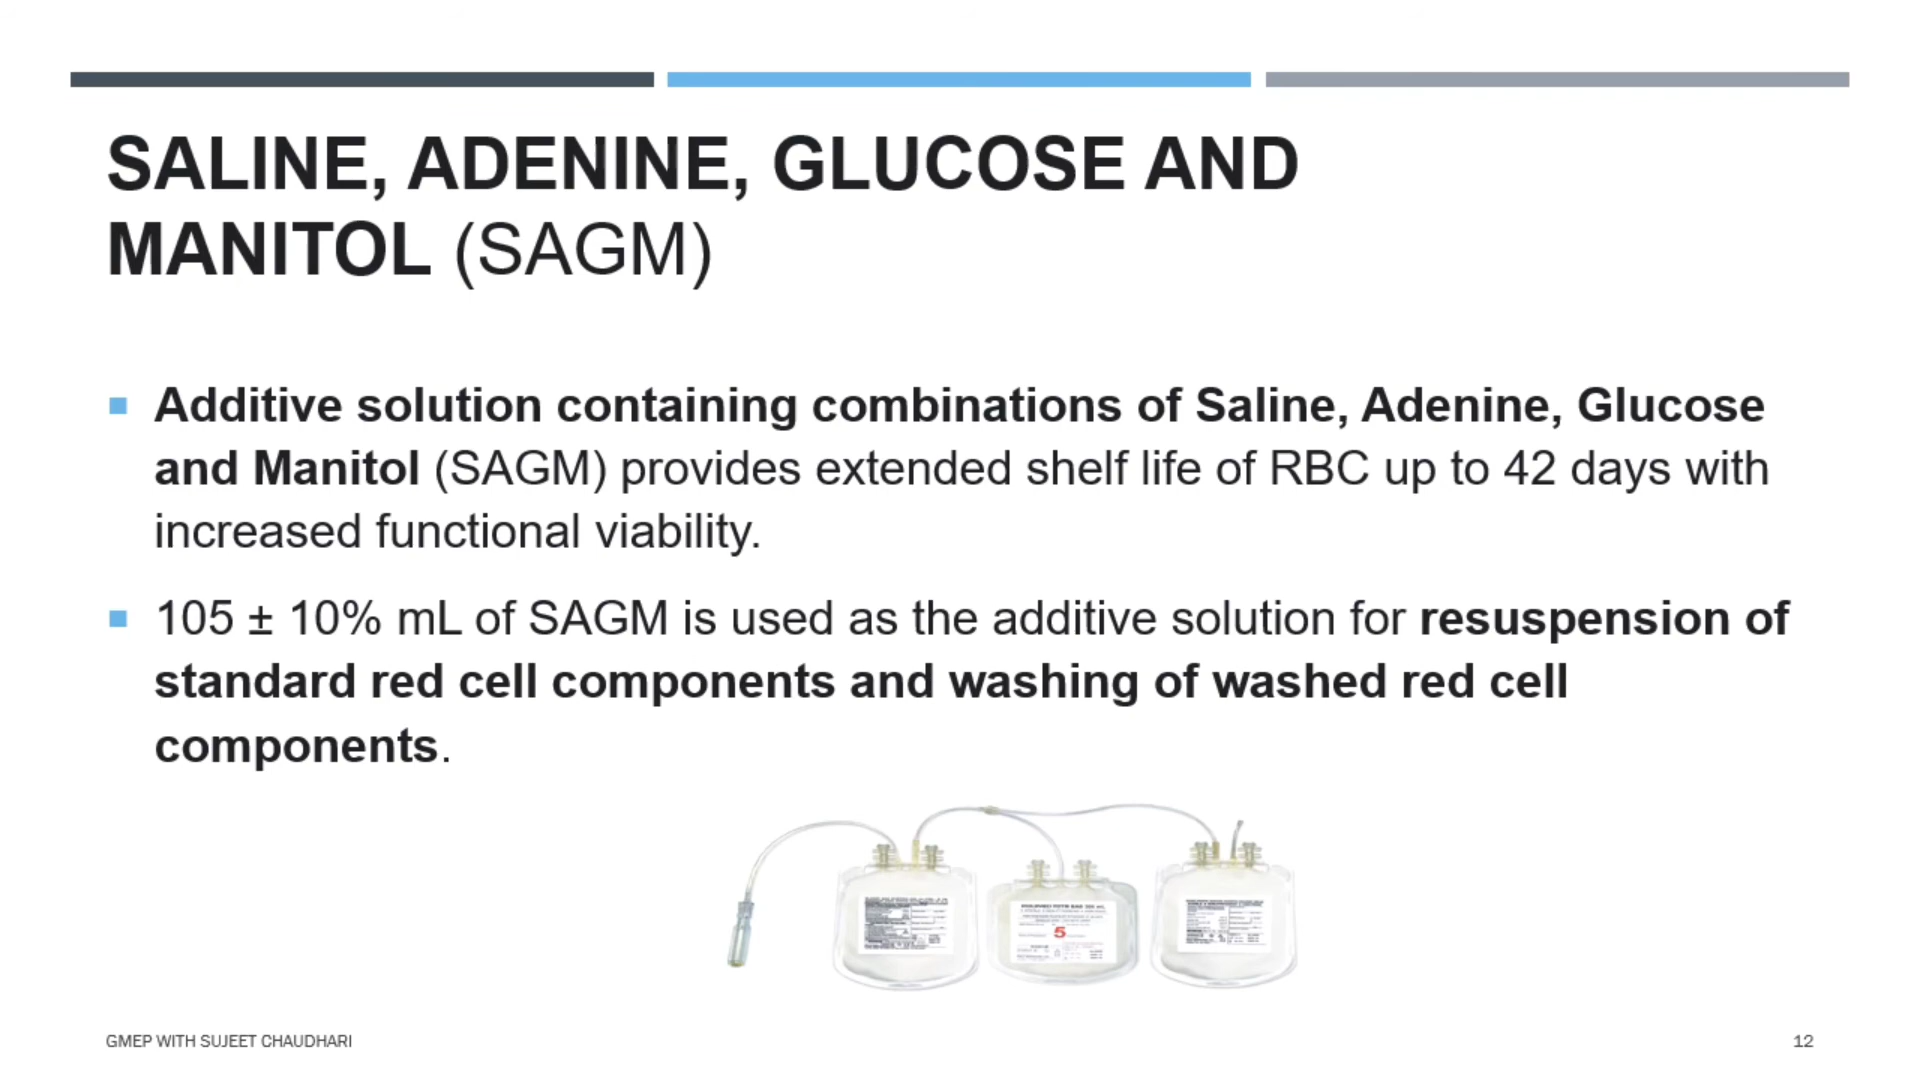 SALINE, ADENINE, GLUCOSE AND
MANITOL (SAGM)
Additive solution containing combinations of Saline, Adenine, Glucose
and Manitol (SAGM) provides extended shelf life of RBC up to 42 days with
increased functional viability.
105 ± 10% mL of SAGM is used as the additive solution for resuspension of
standard red cell components and washing of washed red cell
components.
5
GMEP WITH SUJEET CHAUDHARI
12